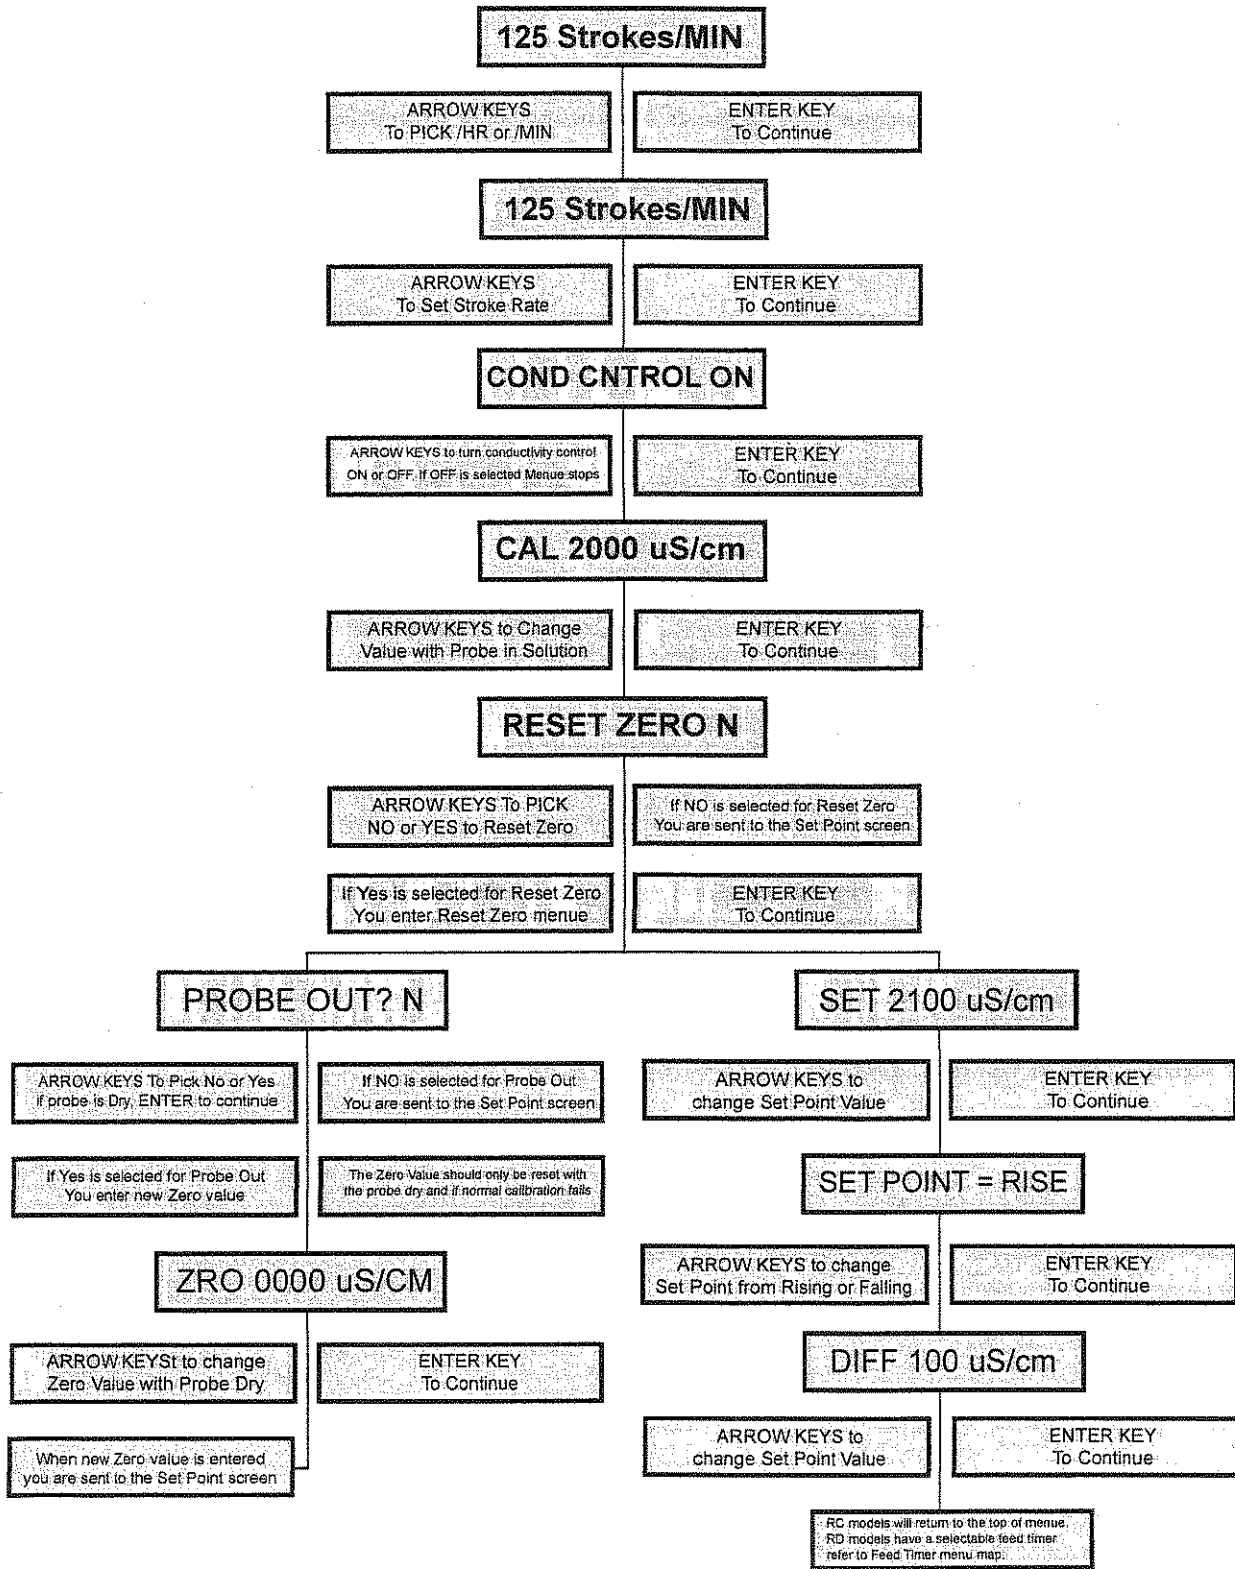 125 Strokes/MIN
ARROW KEYS
To PICK /HR or /MIN
ENTER KEY
To Continue
125 Strokes/MIN
ARROW KEYS
To Set Stroke Rate
ENTER KEY
To Continue
COND CNTROL ON
ARROW KEYS to turn conductivity control
ON or OFF. If OFF is selected Menue stops
ENTER KEY
To Continue
CAL 2000 uS/cm
ARROW KEYS to Change
Value with Probe in Solution
ENTER KEY
To Continue
RESET ZERO N
ARROW KEYS To PICK
NO or YES to Reset Zero
If NO is selected for Reset Zero
You are sent to the Set Point screen
If Yes is selected for Reset Zero
You enter Reset Zero menue
ENTER KEY
To Continue
PROBE OUT? N
ARROW KEYS To Pick No or Yes
if probe is Dry, ENTER to continue
If NO is selected for Probe Out
You are sent to the Set Point screen
If Yes is selected for Probe Out
You enter new Zero value
The Zero Value should only be reset with
the probe dry and if normal calibration fails
ZRO 0000 uS/CM
ARROW KEYSt to change
Zero Value with Probe Dry
ENTER KEY
To Continue
When new Zero value is entered
you are sent to the Set Point screen
SET 2100 uS/cm
ARROW KEYS to
change Set Point Value
ENTER KEY
To Continue
SET POINT = RISE
ARROW KEYS to change
Set Point from Rising or Falling
ENTER KEY
To Continue
DIFF 100 uS/cm
ARROW KEYS to
change Set Point Value
ENTER KEY
To Continue
RC models will return to the top of menue.
RD models have a selectable feed timer
refer to Feed Timer menu map.